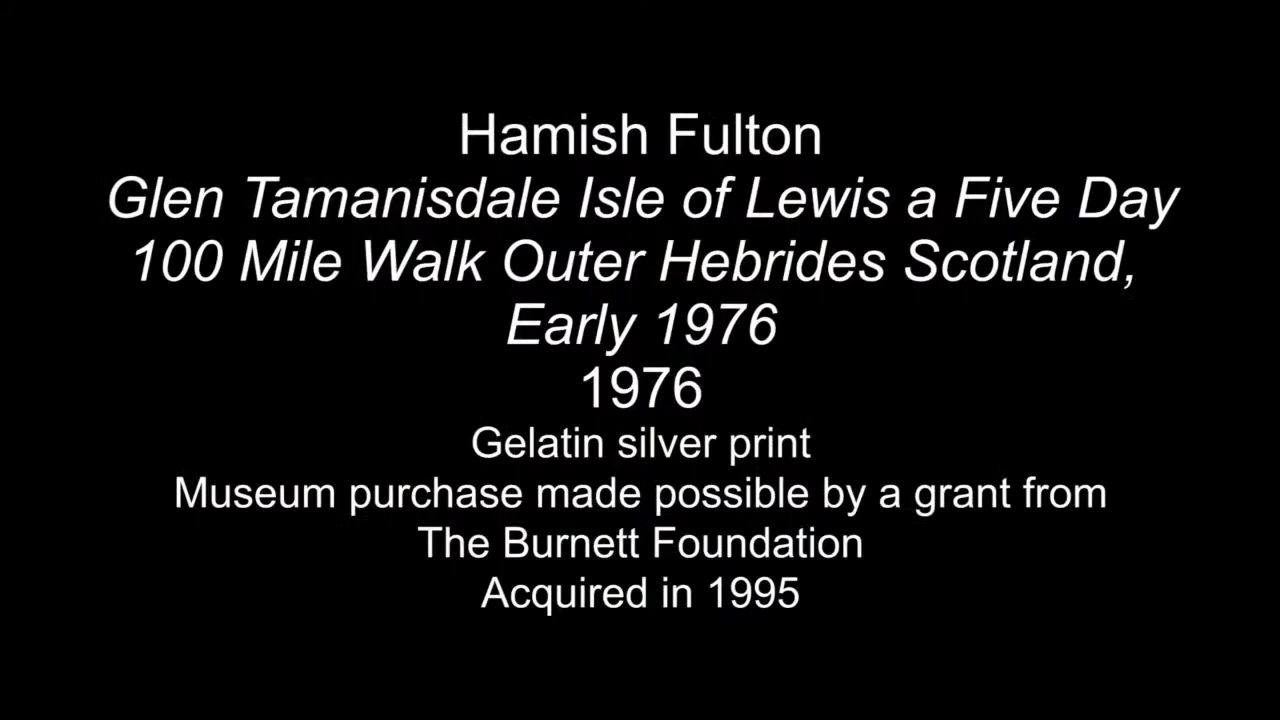 Hamish Fulton
Glen Tamanisdale Isle of Lewis a Five Day
100 Mile Walk Outer Hebrides Scotland,
Early 1976
1976
Gelatin silver print
Museum purchase made possible by a grant from
The Burnett Foundation
Acquired in 1995